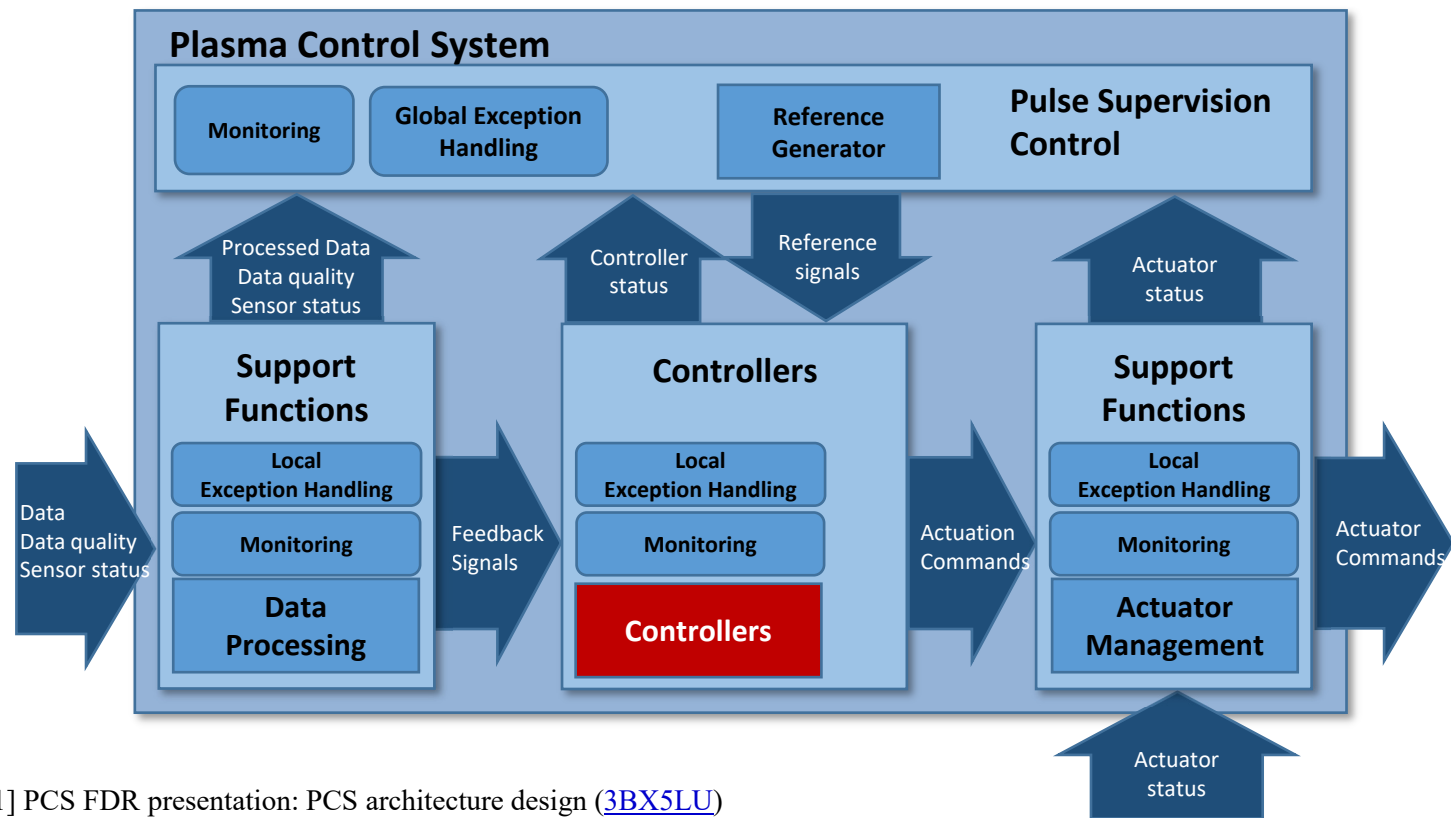 Plasma Control System
Monitoring
Global Exception
Handling
Reference
Generator
Pulse Supervision
Control
Processed Data
Data quality
Sensor status
Controller
status
Reference
signals
Actuator
status
Support
Functions
Local
Exception Handling
Monitoring
Data
Processing
Controllers
Local
Exception Handling
Monitoring
Controllers
Support
Functions
Local
Exception Handling
Monitoring
Actuator
Management
Data
Data quality
Sensor status
Feedback
Signals
Actuation
Commands
Actuator
Commands
Actuator
status
1] PCS FDR presentation: PCS architecture design (3BX5LU)